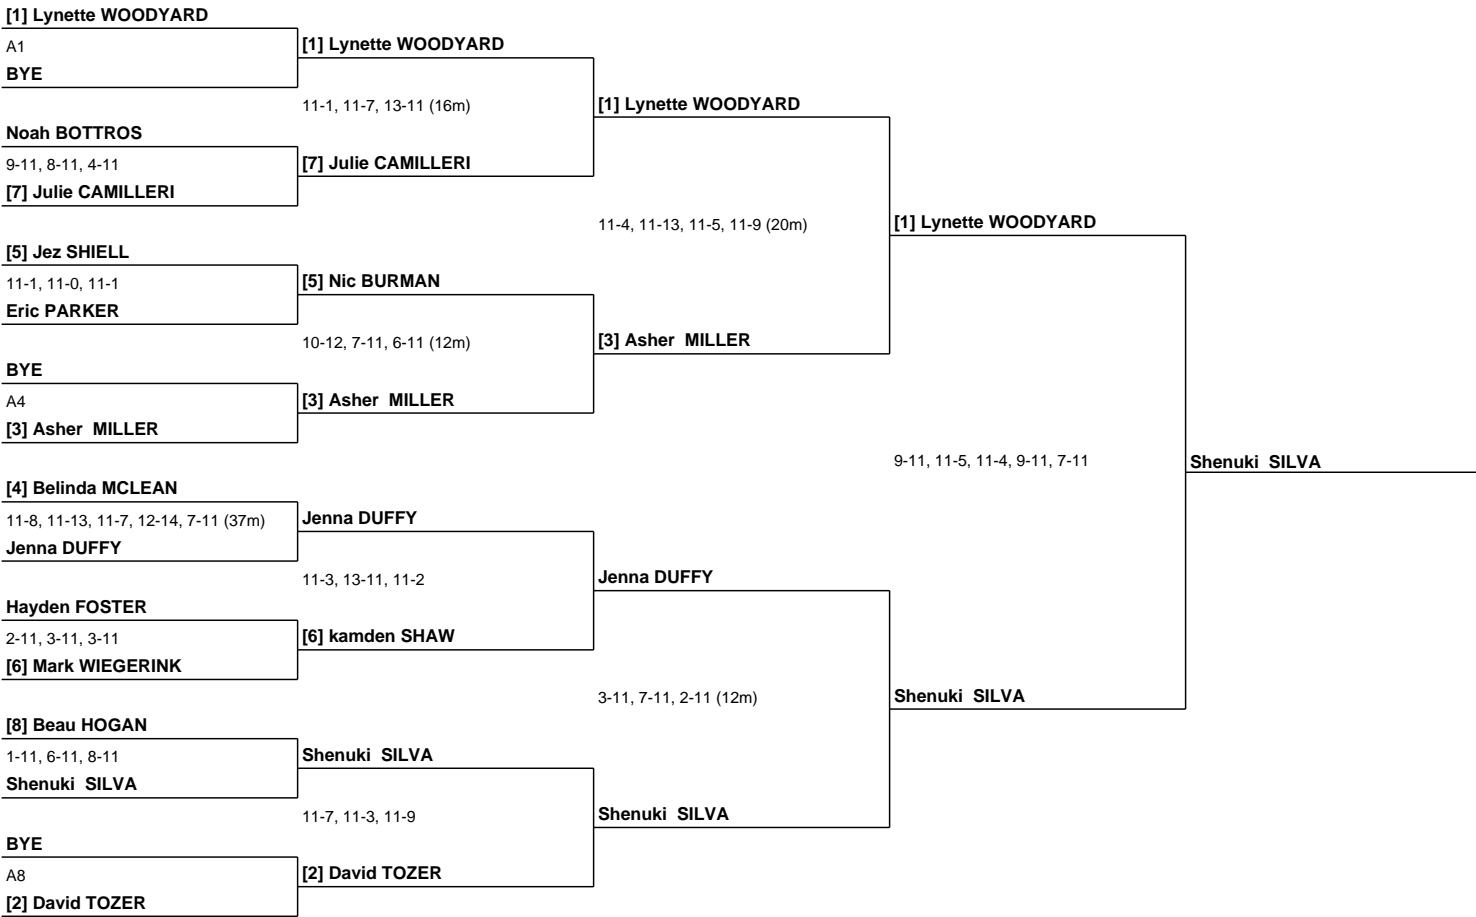 [1] Lynette WOODYARD
A1
BYE
Noah BOTTROS
9-11, 8-11, 4-11
[7] Julie CAMILLERI
[5] Jez SHIELL
11-1, 11-0, 11-1
Eric PARKER
BYE
A4
[3] Asher MILLER
[4] Belinda MCLEAN
11-8, 11-13, 11-7, 12-14, 7-11 (37m)
Jenna DUFFY
Hayden FOSTER
2-11, 3-11, 3-11
[6] Mark WIEGERINK
[8] Beau HOGAN
1-11, 6-11, 8-11
Shenuki SILVA
BYE
A8
[2] David TOZER
[1] Lynette WOODYARD
11-1, 11-7, 13-11 (16m)
[7] Julie CAMILLERI
[5] Nic BURMAN
10-12, 7-11, 6-11 (12m)
[3] Asher MILLER
Jenna DUFFY
11-3, 13-11, 11-2
[6] kamden SHAW
Shenuki SILVA
11-7, 11-3, 11-9
[2] David TOZER
[1] Lynette WOODYARD
11-4, 11-13, 11-5, 11-9 (20m)
[3] Asher MILLER
Jenna DUFFY
3-11, 7-11, 2-11 (12m)
Shenuki SILVA
[1] Lynette WOODYARD
9-11, 11-5, 11-4, 9-11, 7-11
Shenuki SILVA
Shenuki SILVA